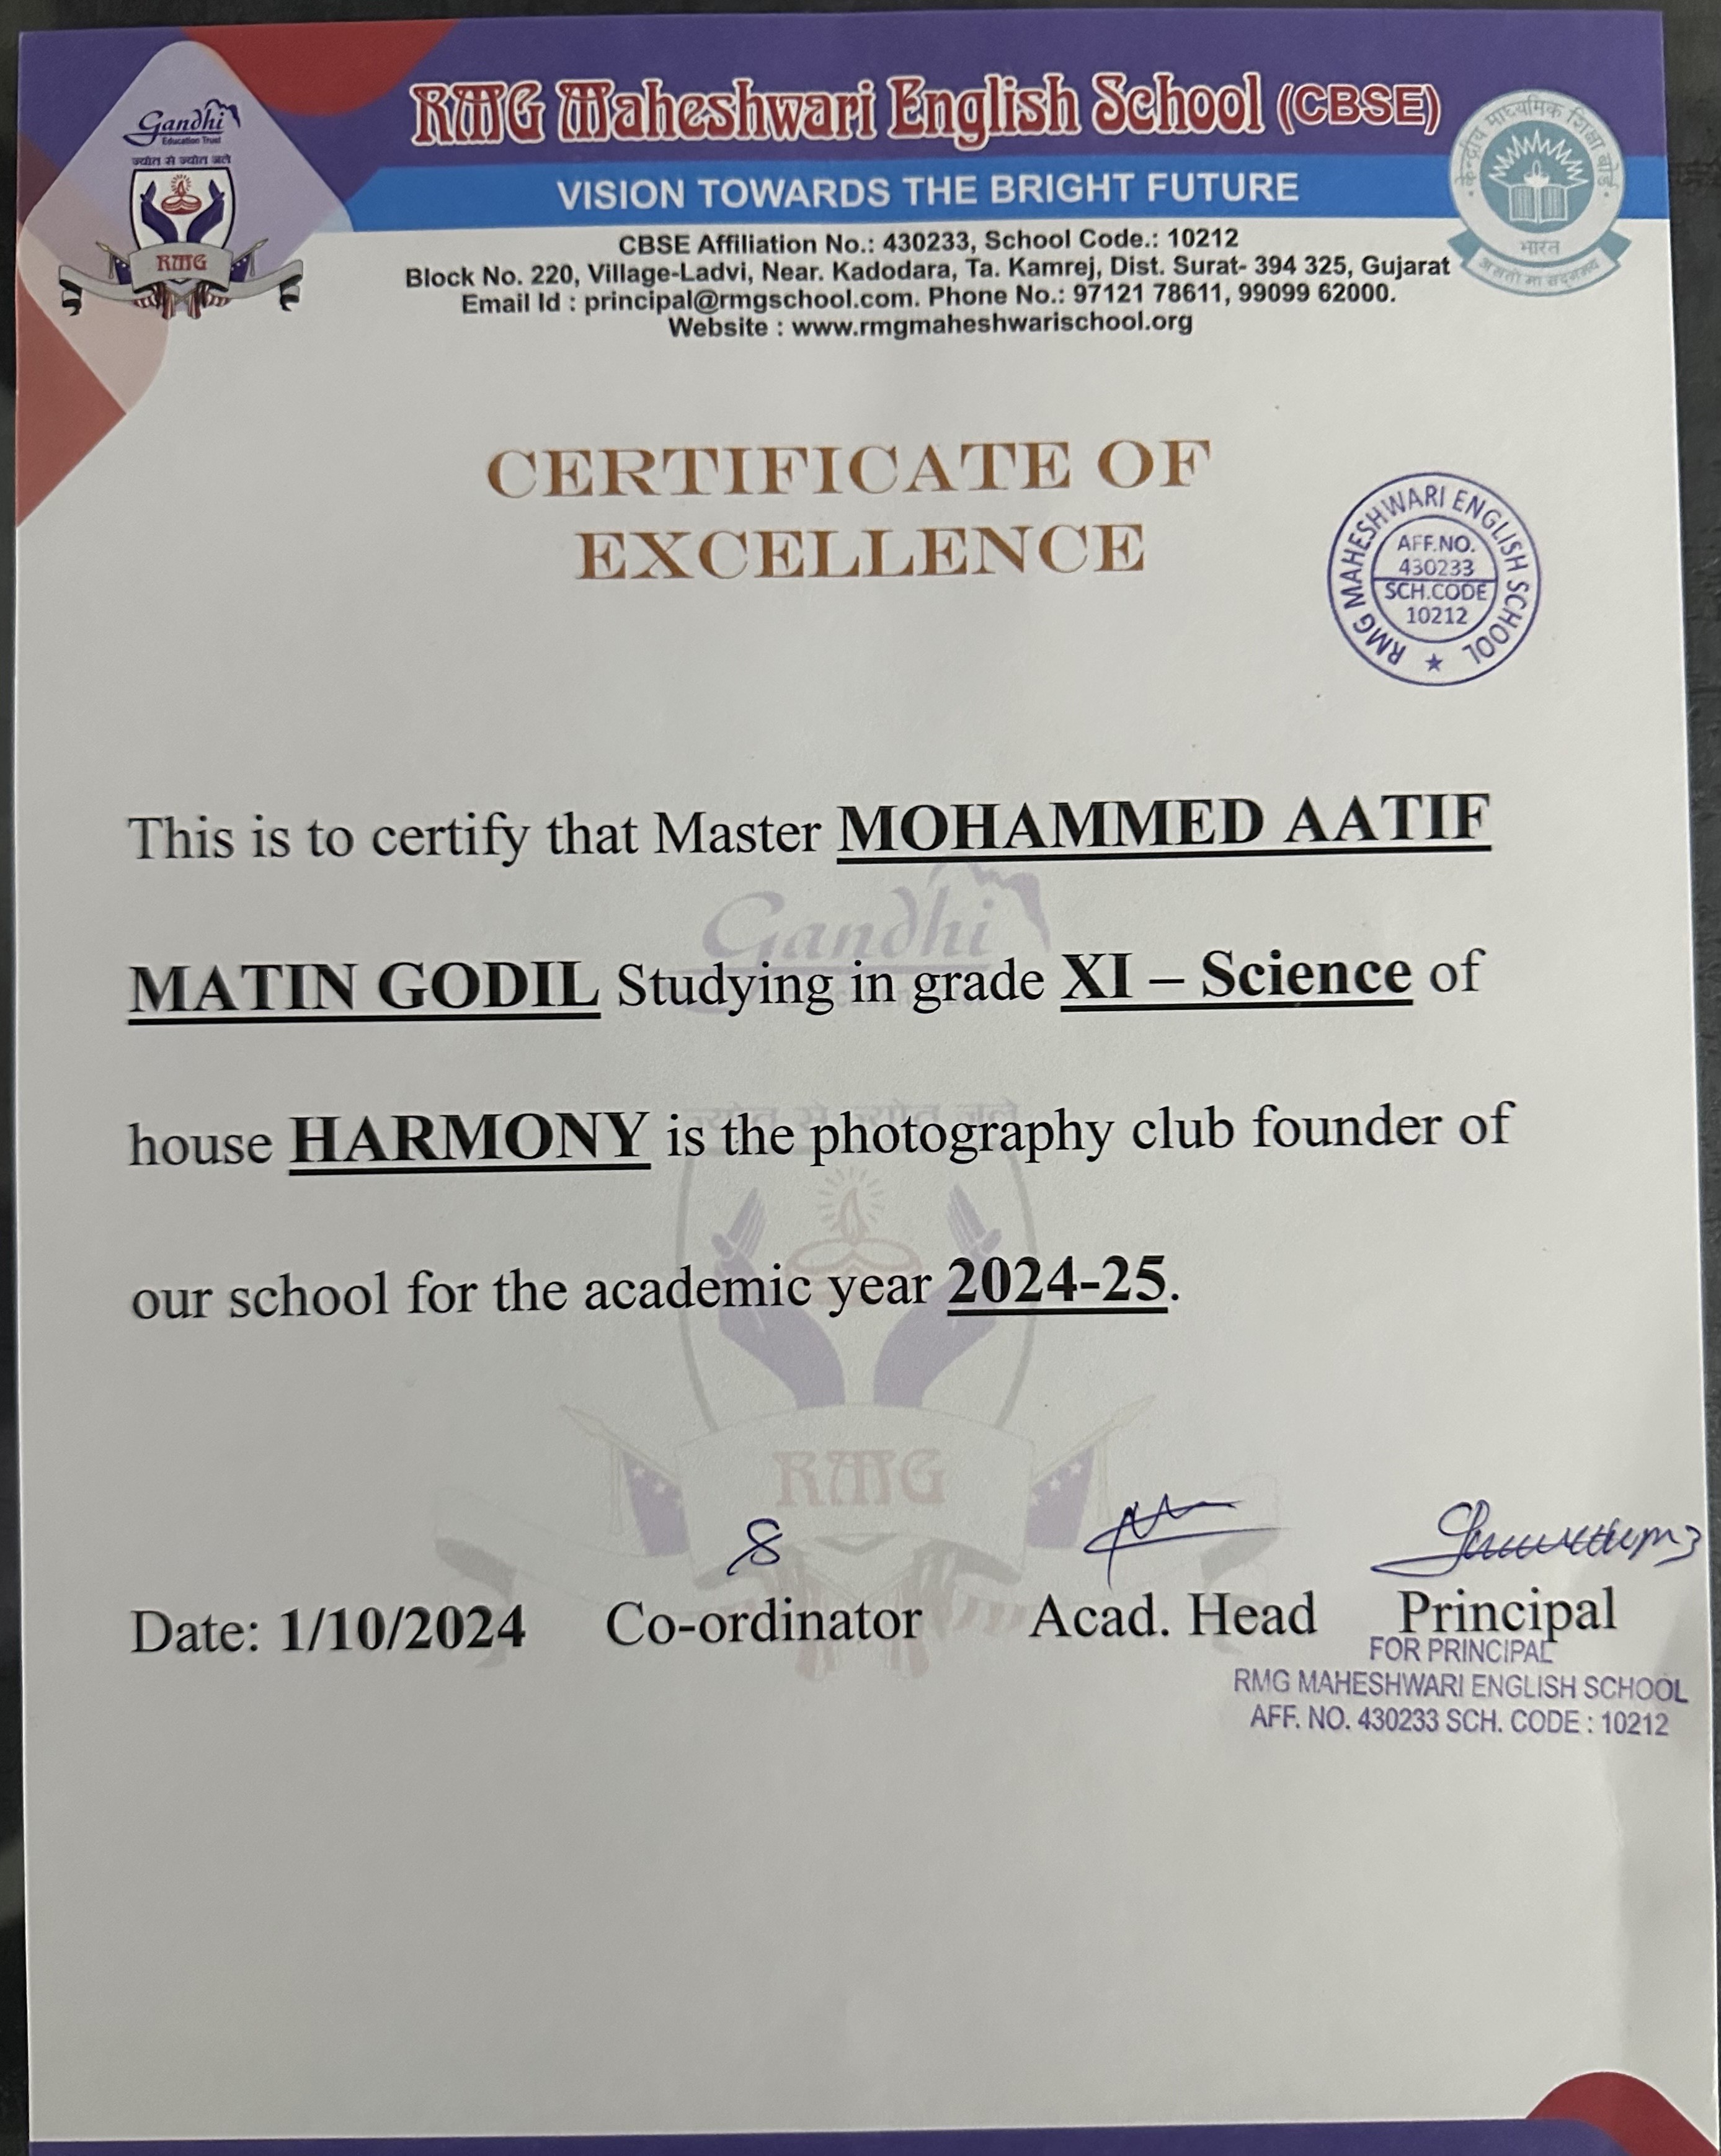 Gandhi
Education Trust
ज्योत से ज्योत जले
RMG
RMG Maheshwari English School (CBSE)
VISION TOWARDS THE BRIGHT FUTURE
केन्द्रीय माध्यमिक शिक्षा बोर्ड
भारत
असतो मा सद्गमय
CBSE Affiliation No.: 430233, School Code.: 10212
Block No. 220, Village-Ladvi, Near. Kadodara, Ta. Kamrej, Dist. Surat- 394 325, Gujarat
Email Id : principal@rmgschool.com. Phone No.: 97121 78611, 99099 62000.
Website : www.rmgmaheshwarischool.org
CERTIFICATE OF
EXCELLENCE
RMG MAHESHWARI ENGLISH SCHOOL
AFF.NO.
430233
SCH.CODE
10212
This is to certify that Master MOHAMMED AATIF
Gandhi
MATIN GODIL Studying in grade XI – Science of
ज्योत से ज्योत जले
house HARMONY is the photography club founder of
our school for the academic year 2024-25.
RMG
Date: 1/10/2024 Co-ordinator Acad. Head Principal
FOR PRINCIPAL
RMG MAHESHWARI ENGLISH SCHOOL
AFF. NO. 430233 SCH. CODE : 10212